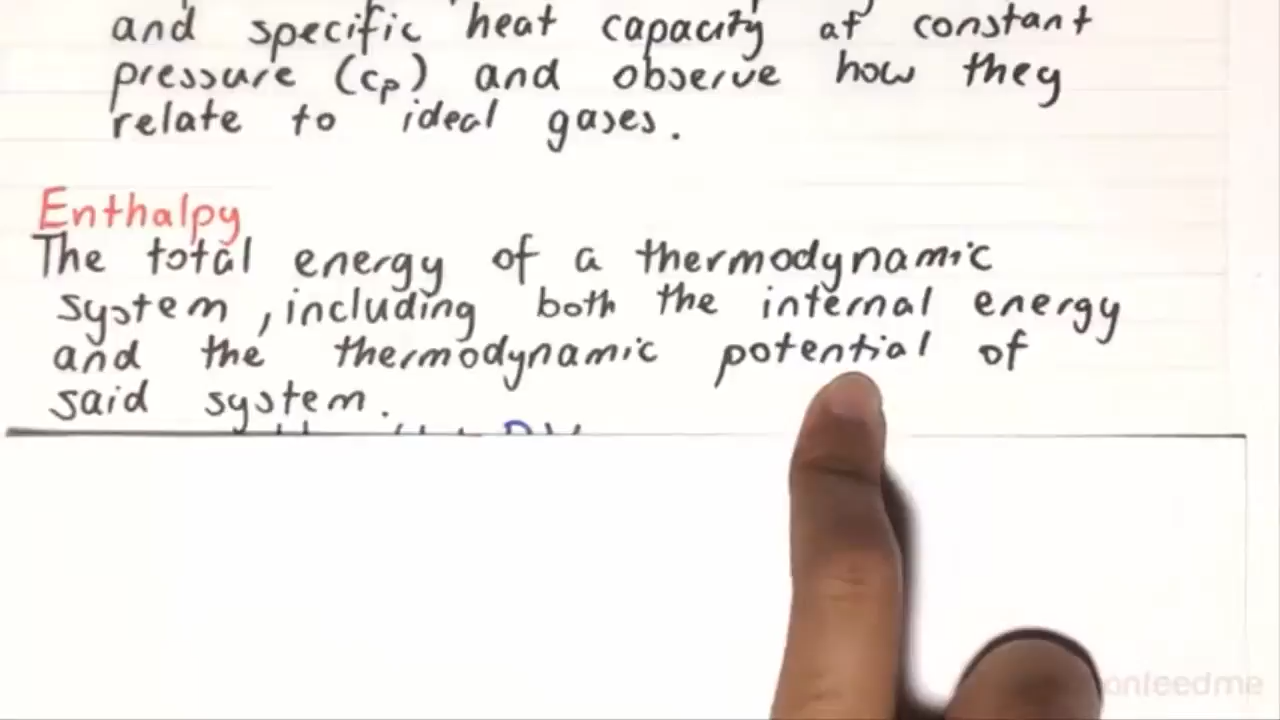 and specific heat capacity at constant
pressure (cp) and observe how they
relate to ideal gases.
Enthalpy
The total energy of a thermodynamic
system, including both the internal energy
and the thermodynamic potential of
said system.
onleedme